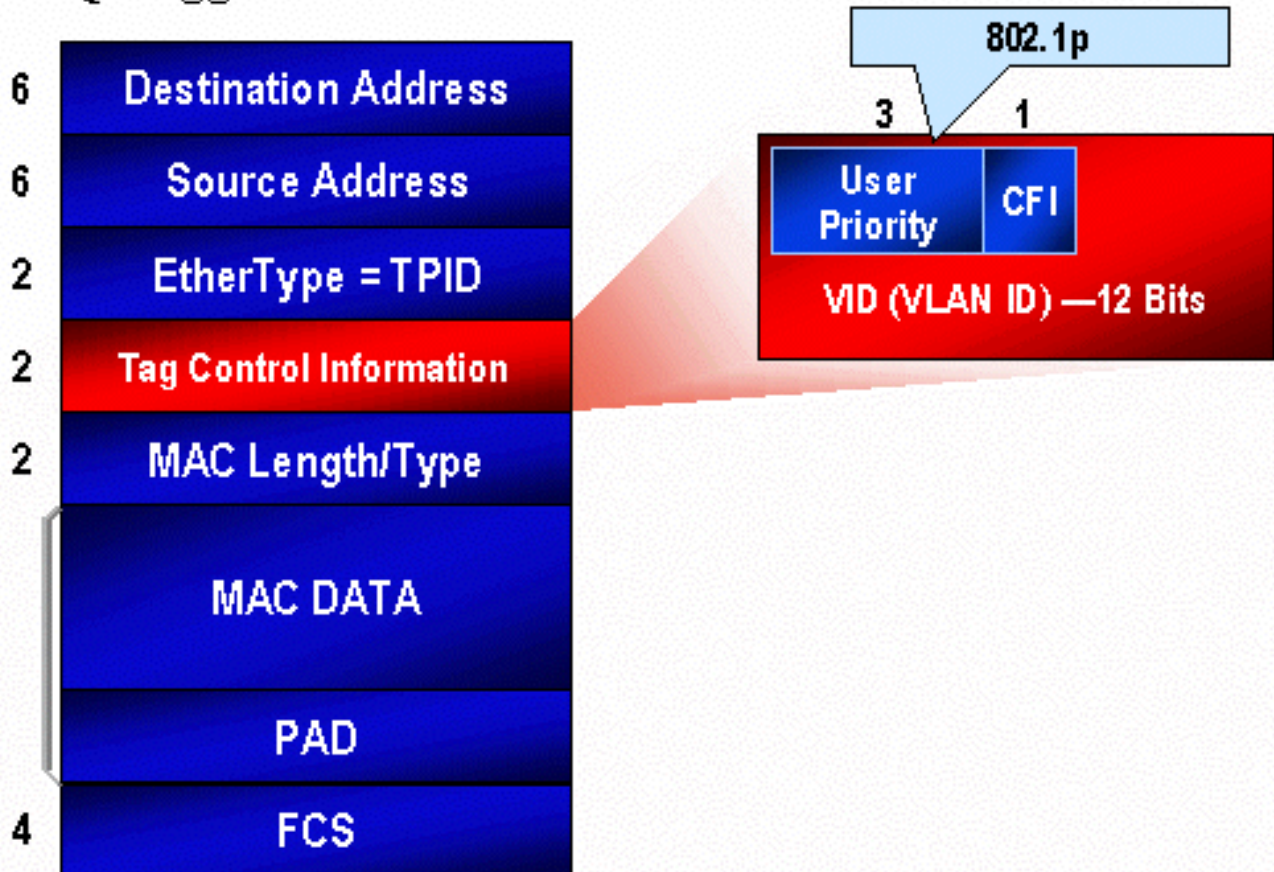 802.1p
6 Destination Address
3 1
6 Source Address
User
Priority
CFI
2 EtherType = TPID
VID (VLAN ID) —12 Bits
2 Tag Control Information
2 MAC Length/Type
MAC DATA
PAD
4 FCS